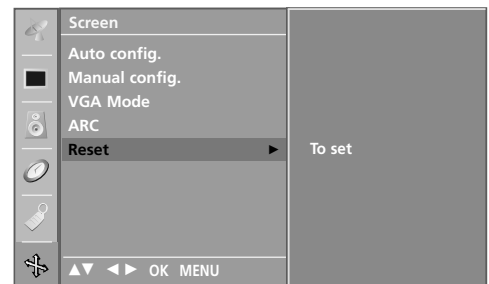 Screen
Auto config.
Manual config.
VGA Mode
ARC
Reset ► To set
▲▼ ◄► OK MENU